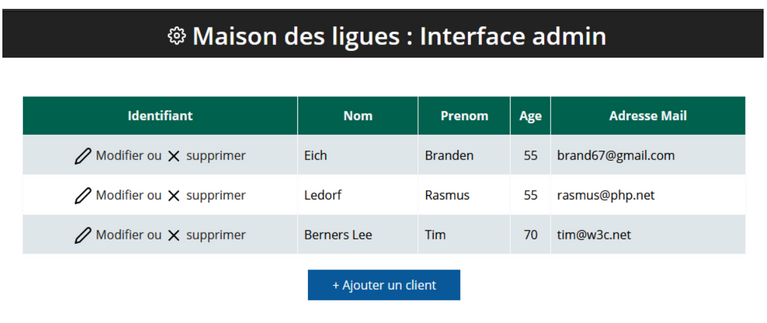 Maison des ligues : Interface admin
Identifiant Nom Prenom Age Adresse Mail
Modifier ou supprimer Eich Branden 55 brand67@gmail.com
Modifier ou supprimer Ledorf Rasmus 55 rasmus@php.net
Modifier ou supprimer Berners Lee Tim 70 tim@w3c.net
+ Ajouter un client